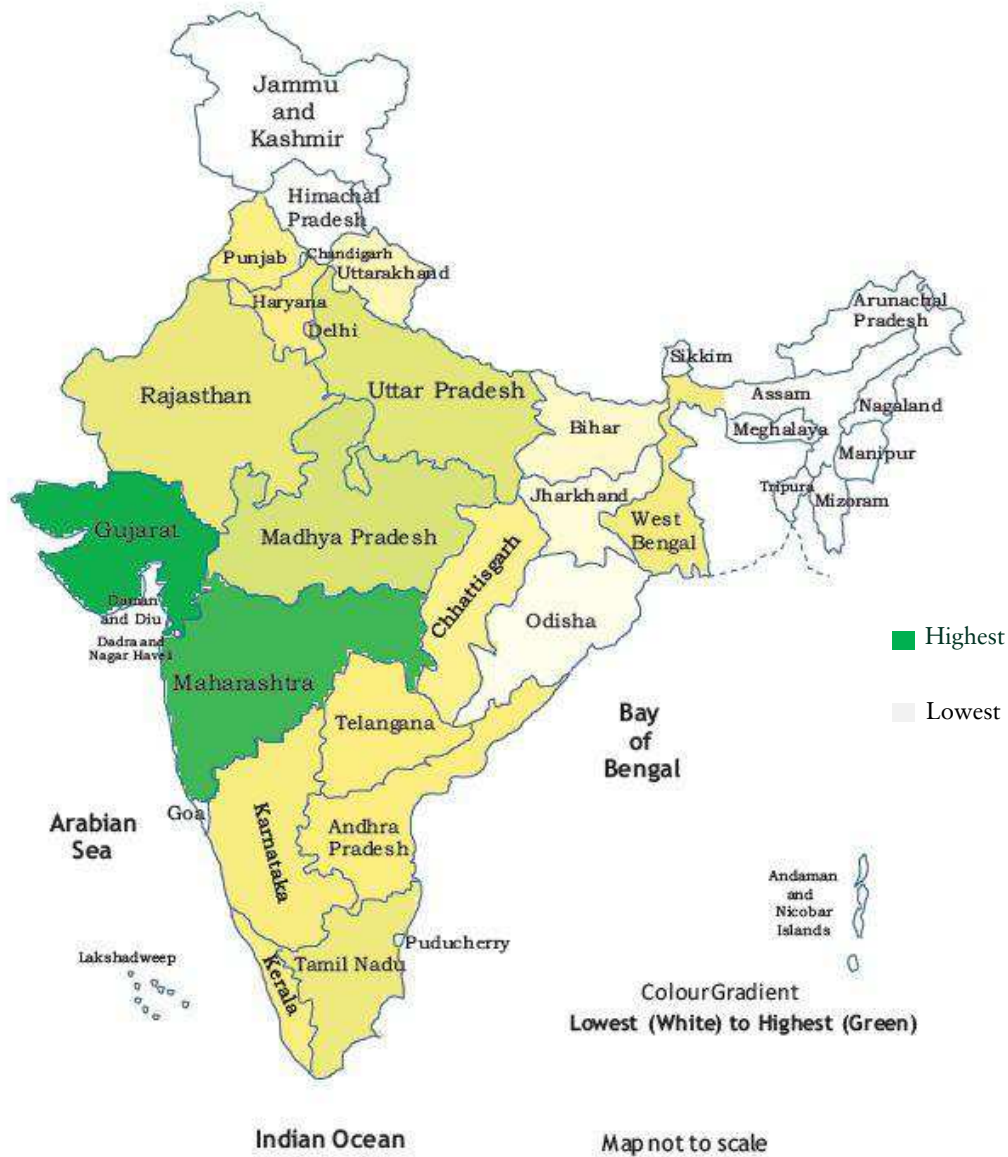 Jammu
and
Kashmir
Himachal
Pradesh
Punjab
Chandigarh
Uttarakhand
Haryana
Delhi
Arunachal
Pradesh
Sikkim
Rajasthan
Uttar Pradesh
Assam
Nagaland
Bihar
Meghalaya
Manipur
Jharkhand
Tripura
Mizoram
Gujarat
Madhya Pradesh
West
Bengal
Chhattisgarh
Daman
and Diu
Dadra and
Nagar Haveli
Odisha
Highest
Maharashtra
Lowest
Telangana
Bay
of
Bengal
Goa
Arabian
Sea
Karnataka
Andhra
Pradesh
Andaman
and
Nicobar
Islands
Puducherry
Lakshadweep
Kerala
Tamil Nadu
Colour Gradient
Lowest (White) to Highest (Green)
Indian Ocean
Map not to scale